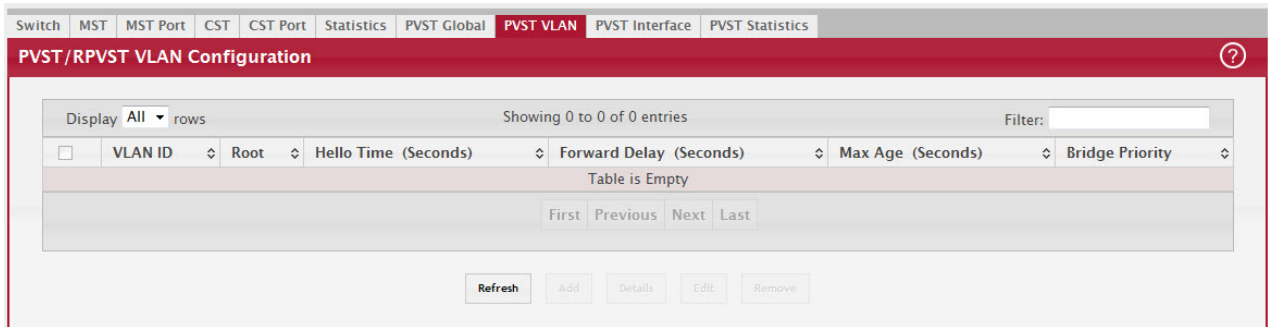 Switch MST MST Port CST CST Port Statistics PVST Global PVST VLAN PVST Interface PVST Statistics
PVST/RPVST VLAN Configuration ?
Display All rows Showing 0 to 0 of 0 entries Filter:
VLAN ID Root Hello Time (Seconds) Forward Delay (Seconds) Max Age (Seconds) Bridge Priority
Table is Empty
First Previous Next Last
Refresh Add Details Edit Remove